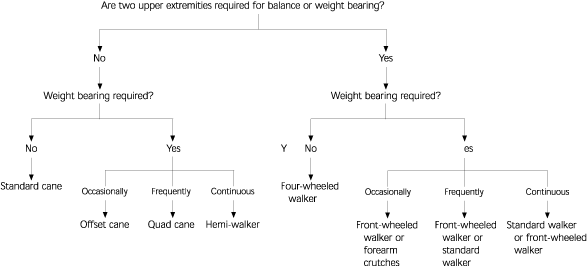 Are two upper extremities required for balance or weight bearing?
No
Yes
Weight bearing required?
Weight bearing required?
No
Yes
Y
No
es
Standard cane
Occasionally
Frequently
Continuous
Four-wheeled
walker
Occasionally
Frequently
Continuous
Offset cane
Quad cane
Hemi-walker
Front-wheeled
walker or
forearm
crutches
Front-wheeled
walker or
standard
walker
Standard walker
or front-wheeled
walker